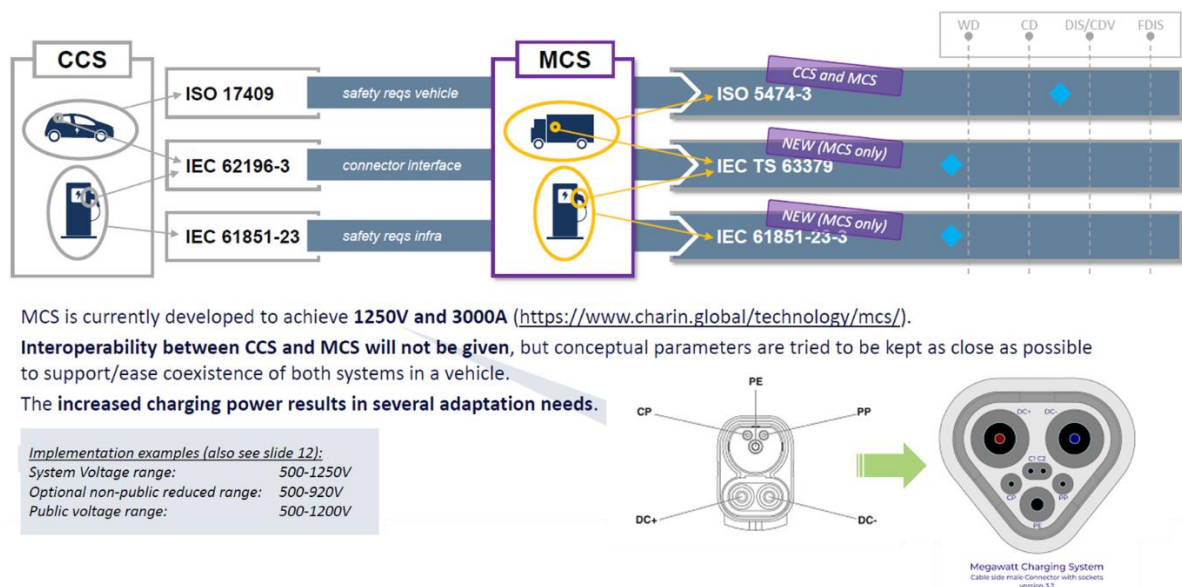 WD CD DIS/CDV FDIS
CCS
MCS
CCS and MCS
ISO 17409
safety reqs vehicle
ISO 5474-3
NEW (MCS only)
IEC 62196-3
connector interface
IEC TS 63379
NEW (MCS only)
IEC 61851-23
safety reqs infra
IEC 61851-23-3
MCS is currently developed to achieve 1250V and 3000A (https://www.charin.global/technology/mcs/).
Interoperability between CCS and MCS will not be given, but conceptual parameters are tried to be kept as close as possible
to support/ease coexistence of both systems in a vehicle.
The increased charging power results in several adaptation needs.
Implementation examples (also see slide 12):
System Voltage range: 500-1250V
Optional non-public reduced range: 500-920V
Public voltage range: 500-1200V
PE
CP
PP
DC+
DC-
DC+ DC-
C1 C2
CP
PP
PE
Megawatt Charging System
Cable side male Connector with sockets
version 3.2